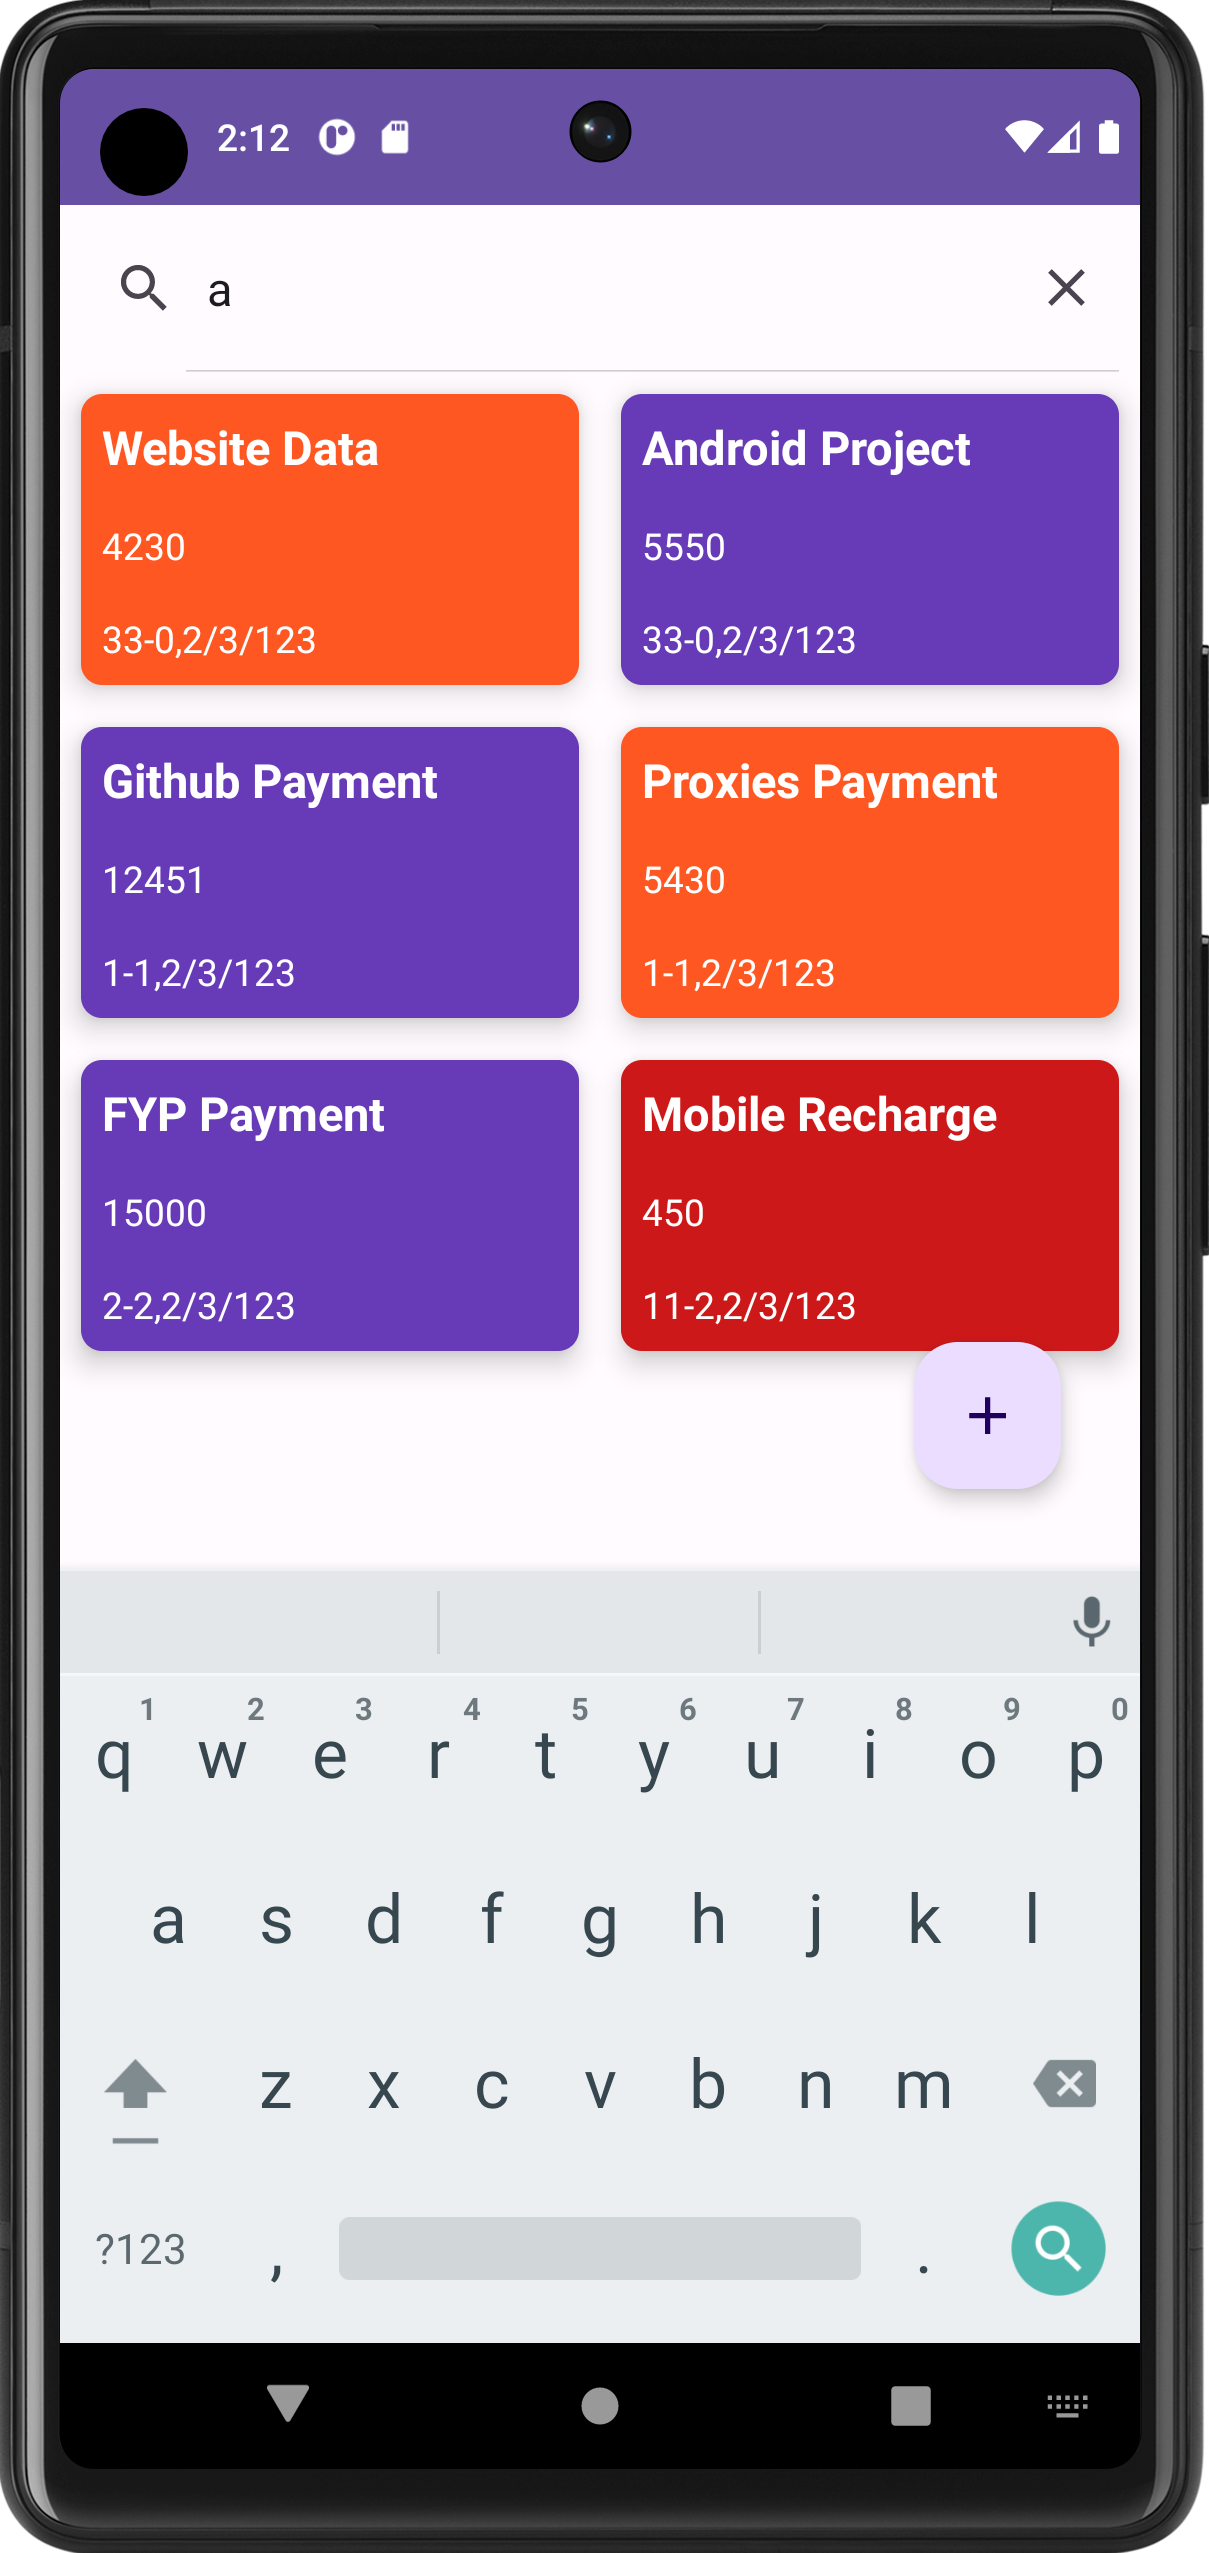 2:12
a
Website Data
4230
33-0,2/3/123
Android Project
5550
33-0,2/3/123
Github Payment
12451
1-1,2/3/123
Proxies Payment
5430
1-1,2/3/123
FYP Payment
15000
2-2,2/3/123
Mobile Recharge
450
11-2,2/3/123
+
1 2 3 4 5 6 7 8 9 0
q w e r t y u i o p
a s d f g h j k l
z x c v b n m
?123 , .